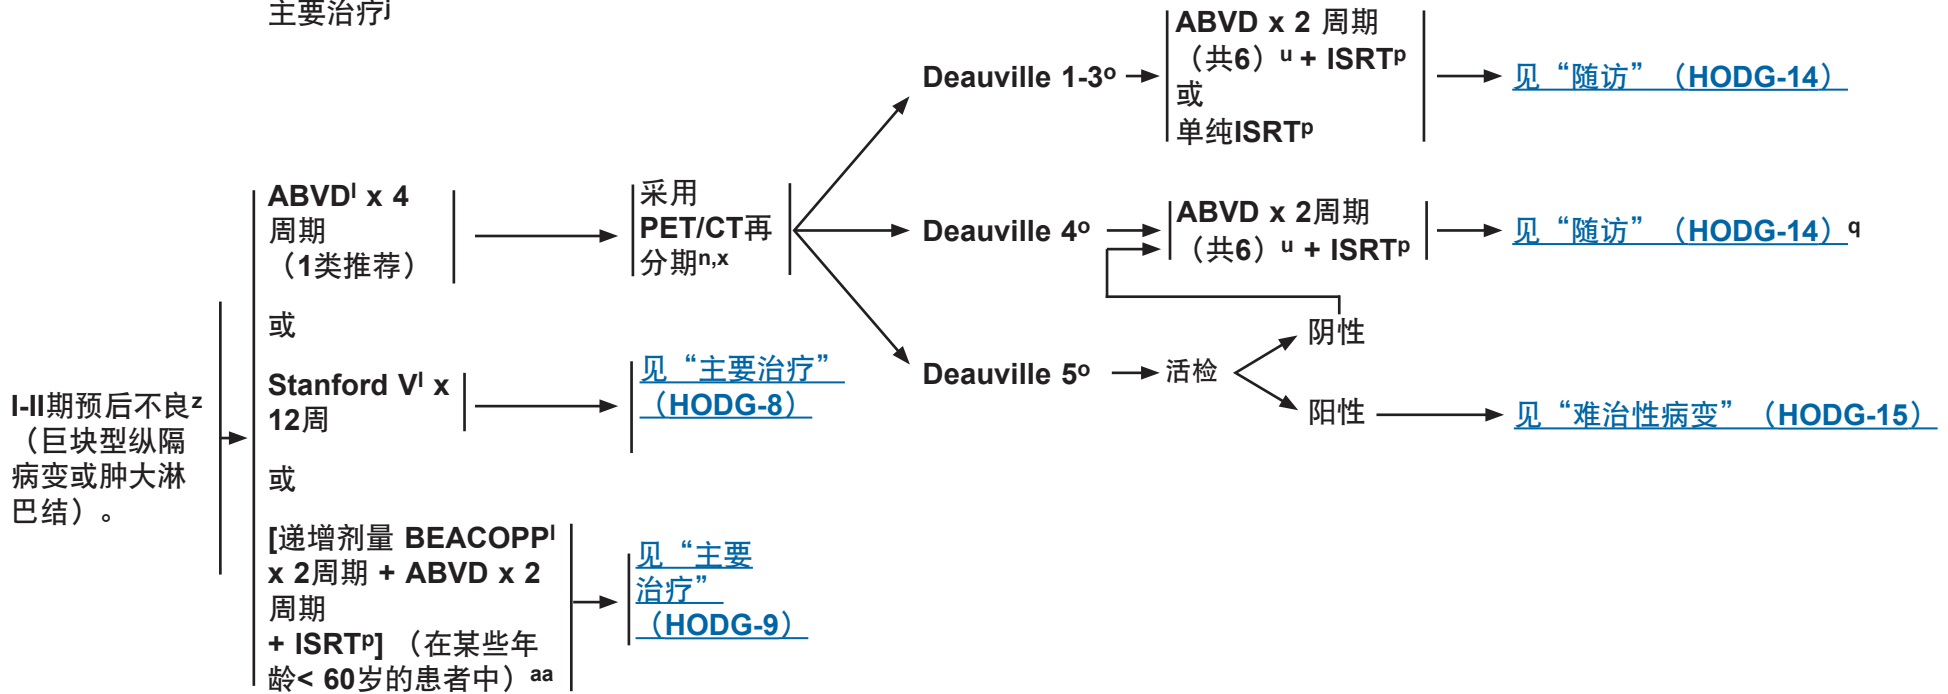 主要治疗j
I-II期预后不良z
（巨块型纵隔
病变或肿大淋
巴结）。
ABVDl x 4
周期
（1类推荐）
或
Stanford Vl x
12周
或
[递增剂量 BEACOPPl
x 2周期 + ABVD x 2
周期
+ ISRTp]（在某些年
龄< 60岁的患者中）aa
采用
PET/CT再
分期n,x
见“主要治疗”
（HODG-8）
见“主要
治疗”
（HODG-9）
Deauville 1-3o
ABVD x 2 周期
（共6）u + ISRTp
或
单纯ISRTp
见“随访”（HODG-14）
Deauville 4o
ABVD x 2周期
（共6）u + ISRTp
见“随访”（HODG-14）q
Deauville 5o
活检
阴性
阳性
见“难治性病变”（HODG-15）